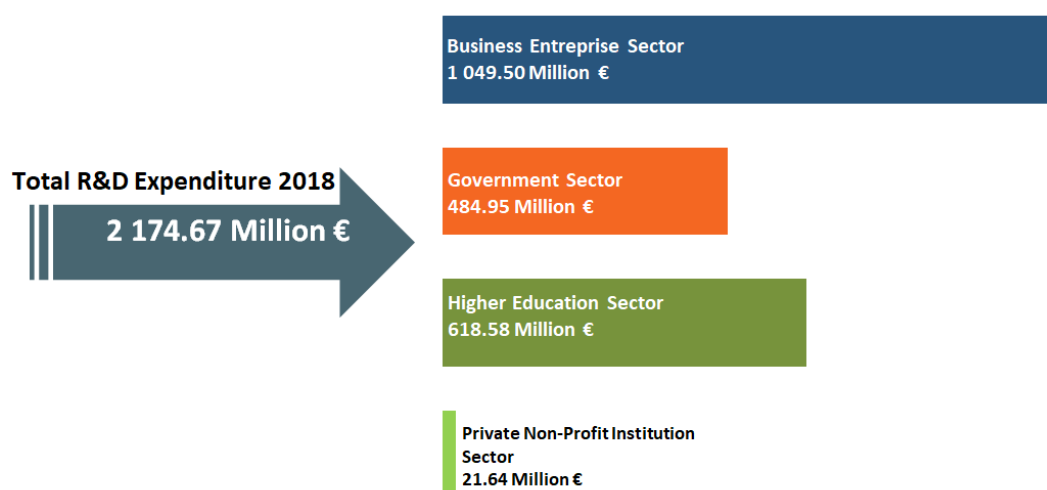 Business Entreprise Sector
1 049.50 Million €
Total R&D Expenditure 2018
2 174.67 Million €
Government Sector
484.95 Million €
Higher Education Sector
618.58 Million €
Private Non-Profit Institution
Sector
21.64 Million €